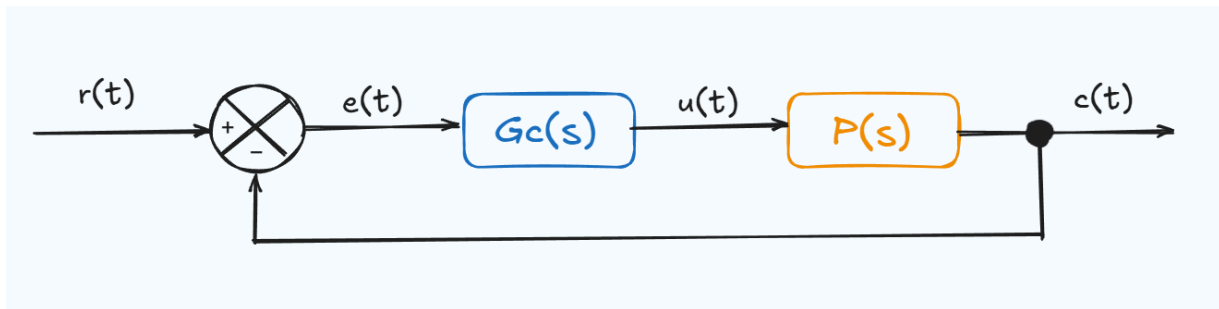 r(t)
+
−
e(t)
Gc(s)
u(t)
P(s)
c(t)